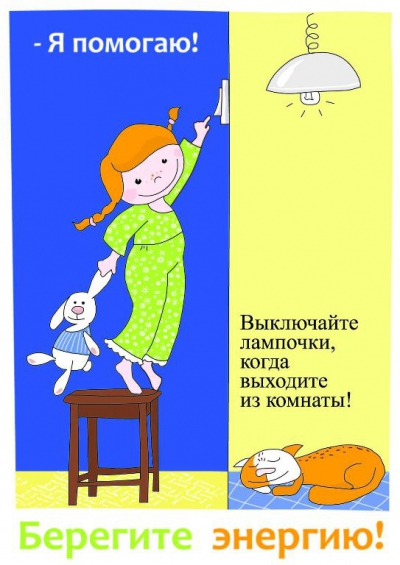 - Я помогаю!
Выключайте
лампочки,
когда
выходите
из комнаты!
Берегите энергию!